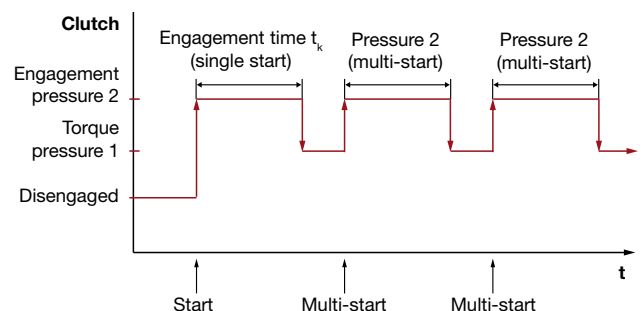 Clutch
Engagement time tk
(single start)
Pressure 2
(multi-start)
Pressure 2
(multi-start)
Engagement
pressure 2
Torque
pressure 1
Disengaged
t
Start
Multi-start
Multi-start